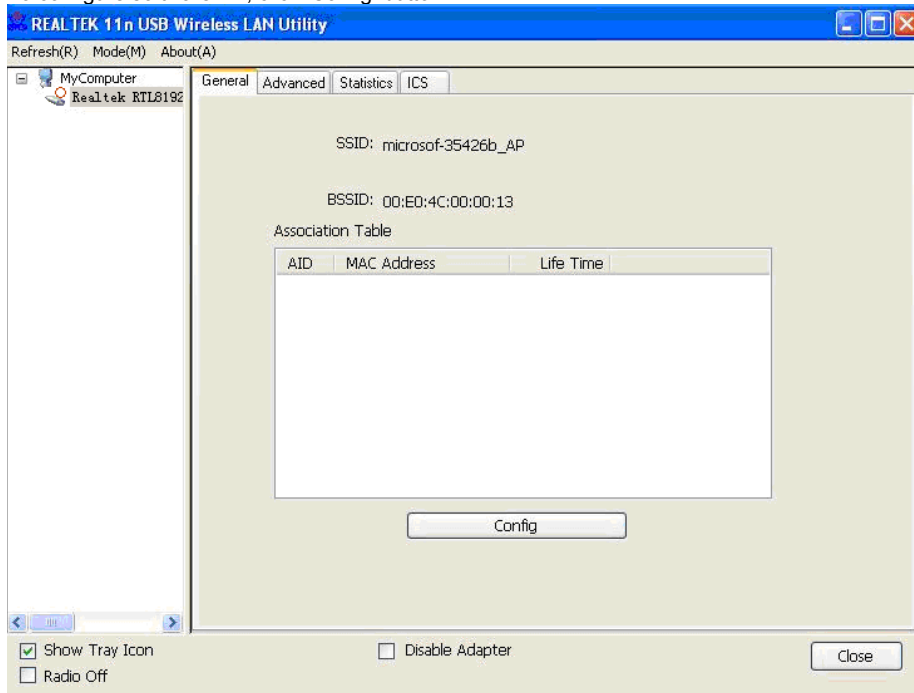 REALTEK 11n USB Wireless LAN Utility
Refresh(R) Mode(M) About(A)
MyComputer
Realtek RTL8192
General Advanced Statistics ICS
SSID: microsof-35426b_AP
BSSID: 00:E0:4C:00:00:13
Association Table
AID MAC Address Life Time
Config
Show Tray Icon
Disable Adapter
Radio Off
Close